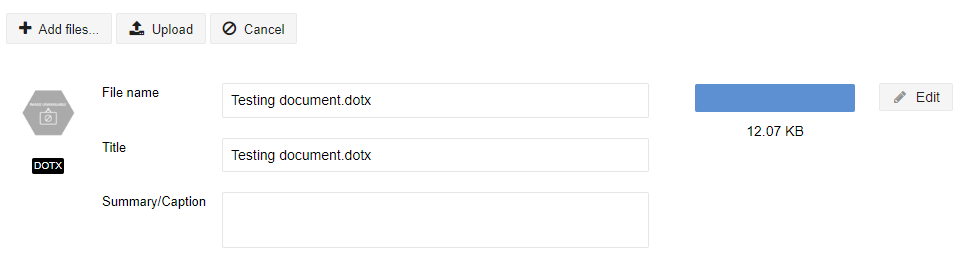 Add files... Upload Cancel
File name Testing document.dotx Edit
12.07 KB
Title Testing document.dotx
DOTX
Summary/Caption